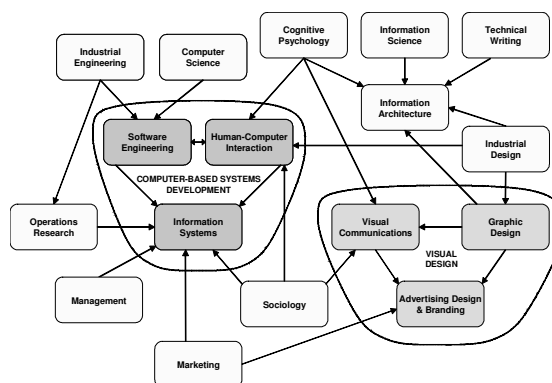 Cognitive
Psychology
Information
Science
Technical
Writing
Industrial
Engineering
Computer
Science
Information
Architecture
Software
Engineering
Human-Computer
Interaction
Industrial
Design
COMPUTER-BASED SYSTEMS
DEVELOPMENT
Operations
Research
Information
Systems
Visual
Communications
Graphic
Design
VISUAL
DESIGN
Management
Sociology
Advertising Design
& Branding
Marketing